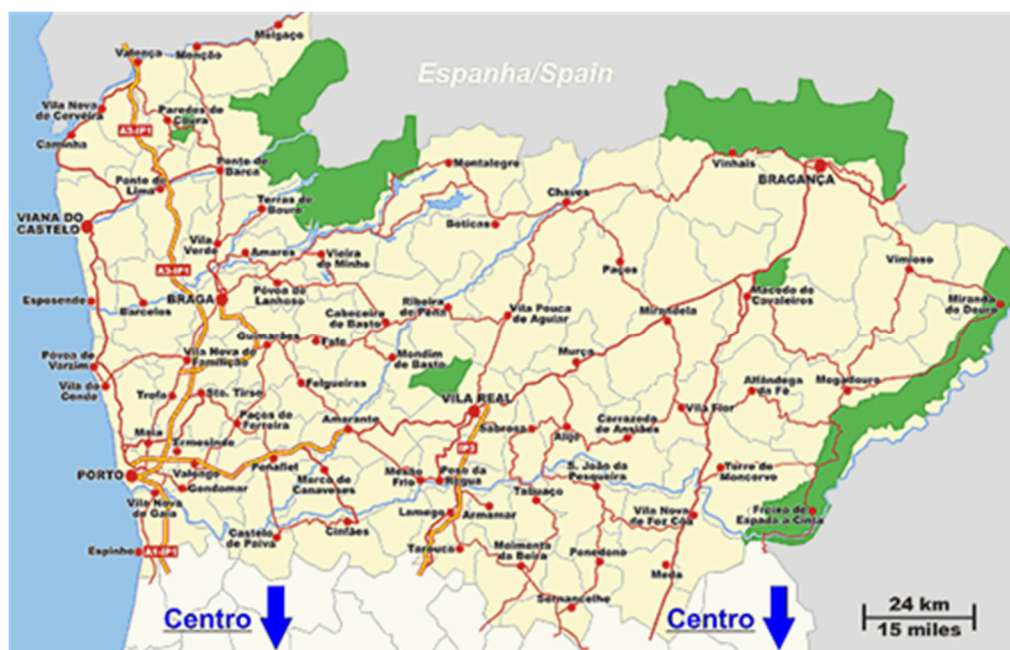 Melgaço
Valença
Monção
Espanha/Spain
Vila Nova
de Cerveira
Paredes de
Coura
A3-IP1
Caminha
Ponte de
Barca
Montalegre
Vinhais
BRAGANÇA
Ponte de
Lima
Terras de
Boura
Chaves
VIANA DO
CASTELO
Boticas
Vila
Verde
Amares
Vieira
do Minho
Paços
Vimioso
A3-IP1
Póvoa de
Lanhoso
Macedo de
Cavaleiros
Esposende
Barcelos
BRAGA
Cabeceira
de Basto
Ribeira
de Pena
Vila Pouca
de Aguiar
Mirandela
Miranda
do Douro
Guimarães
Fafe
Póvoa de
Varzim
Vila Nova de
Familição
Mondim
de Basto
Murça
Vila do
Conde
Trofa
Sto. Tirso
Felgueiras
Alfândega
da Fé
Mogadouro
VILA REAL
Vila Flor
Paços de
Ferreira
Amarante
Sabrosa
Alijó
Carrazeda
de Ansiães
Maia
Ermesinde
IP3
PORTO
Valongo
Penafiel
Marco de
Canaveses
Mesão
Frio
Peso da
Régua
S. João da
Pesqueira
Torre de
Moncorvo
Gondomar
Vila Nova
de Gaia
Tabuaço
Lamego
Armamar
Vila Nova
de Foz Côa
Freixo de
Espada a Cinta
Castelo
de Paiva
Cinfães
Espinho
A1-IP1
Tarouca
Moimenta
da Beira
Penedono
Meda
Sernancelhe
Centro
Centro
24 km
15 miles